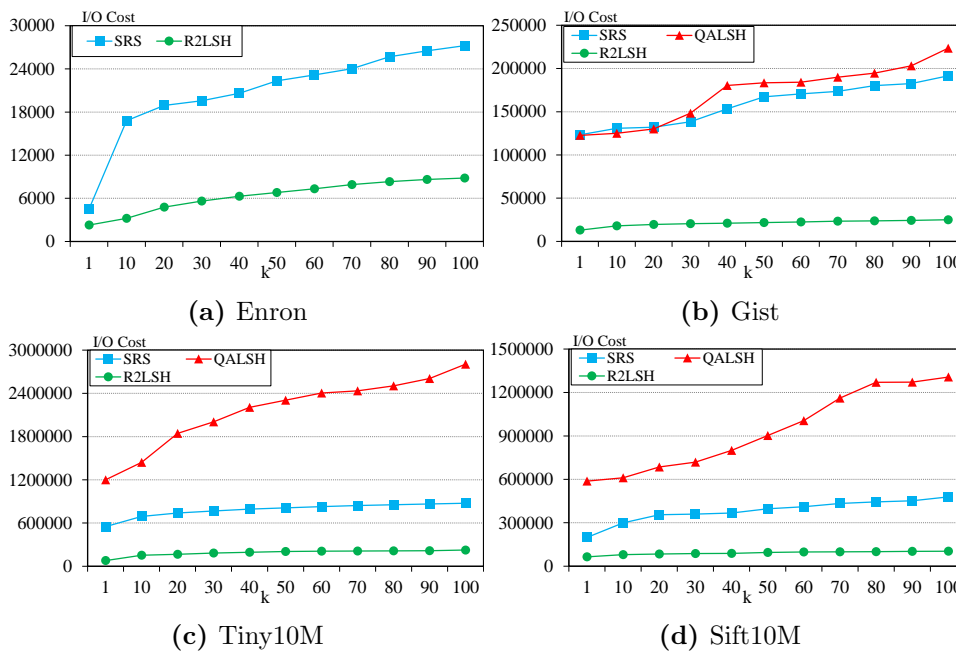 I/O Cost
30000
SRS R2LSH
24000
18000
12000
6000
0
1 10 20 30 40 50 60 70 80 90 100
k
(a) Enron
I/O Cost
250000
SRS QALSH
R2LSH
200000
150000
100000
50000
0
1 10 20 30 40 50 60 70 80 90 100
k
(b) Gist
I/O Cost
3000000
SRS QALSH
R2LSH
2400000
1800000
1200000
600000
0
1 10 20 30 40 50 60 70 80 90 100
k
(c) Tiny10M
I/O Cost
1500000
SRS QALSH
R2LSH
1200000
900000
600000
300000
0
1 10 20 30 40 50 60 70 80 90 100
k
(d) Sift10M